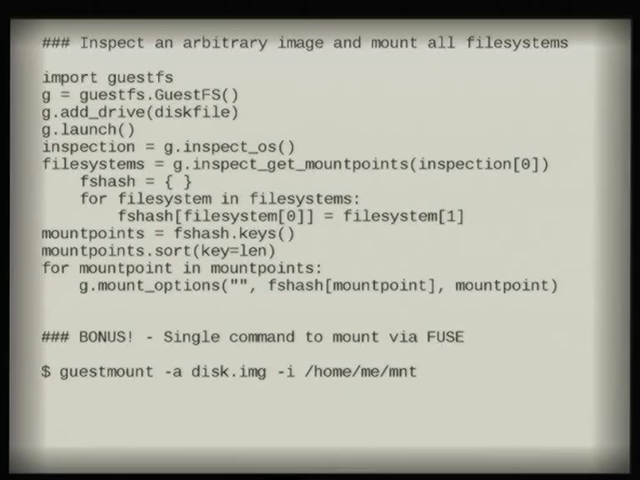 ### Inspect an arbitrary image and mount all filesystems
import guestfs
g = guestfs.GuestFS()
g.add_drive(diskfile)
g.launch()
inspection = g.inspect_os()
filesystems = g.inspect_get_mountpoints(inspection[0])
    fshash = { }
    for filesystem in filesystems:
        fshash[filesystem[0]] = filesystem[1]
mountpoints = fshash.keys()
mountpoints.sort(key=len)
for mountpoint in mountpoints:
    g.mount_options("", fshash[mountpoint], mountpoint)
### BONUS! - Single command to mount via FUSE
$ guestmount -a disk.img -i /home/me/mnt